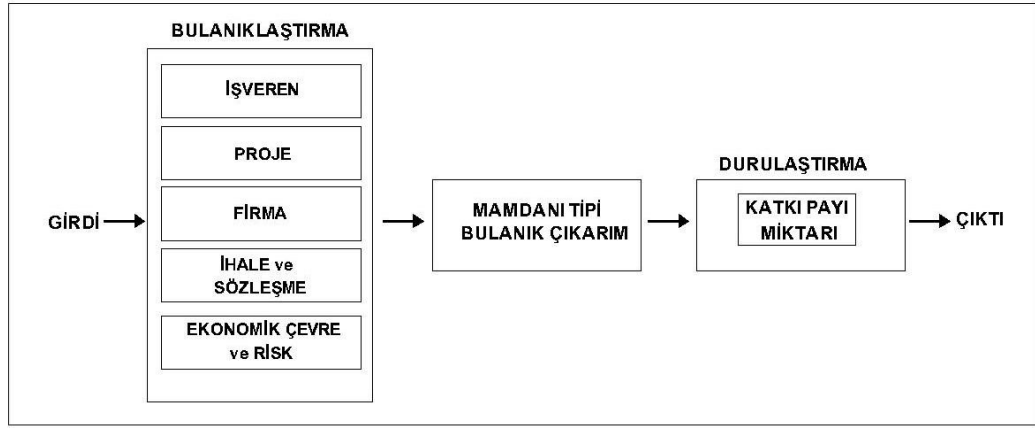 BULANIKLAŞTIRMA
İŞVEREN
PROJE
FİRMA
İHALE ve
SÖZLEŞME
EKONOMİK ÇEVRE
ve RİSK
GİRDİ
MAMDANI TİPİ
BULANIK ÇIKARIM
DURULAŞTIRMA
KATKI PAYI
MİKTARI
ÇIKTI